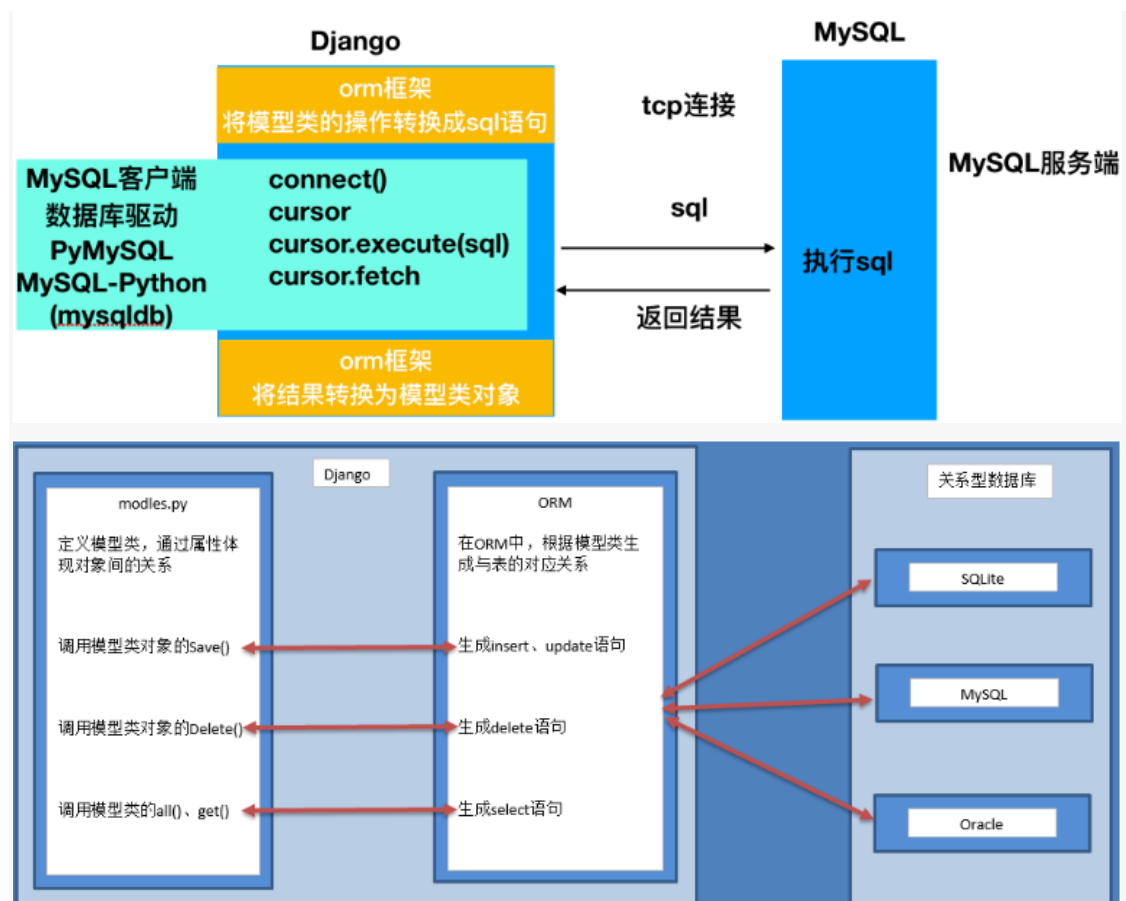 Django
MySQL
orm框架
将模型类的操作转换成sql语句
tcp连接
MySQL客户端
数据库驱动
PyMySQL
MySQL-Python
(mysqldb)
connect()
cursor
cursor.execute(sql)
cursor.fetch
sql
执行sql
返回结果
MySQL服务端
orm框架
将结果转换为模型类对象
Django
modles.py
定义模型类，通过属性体
现对象间的关系
调用模型类对象的Save()
调用模型类对象的Delete()
调用模型类的all()、get()
ORM
在ORM中，根据模型类生
成与表的对应关系
生成insert、update语句
生成delete语句
生成select语句
关系型数据库
SQLite
MySQL
Oracle